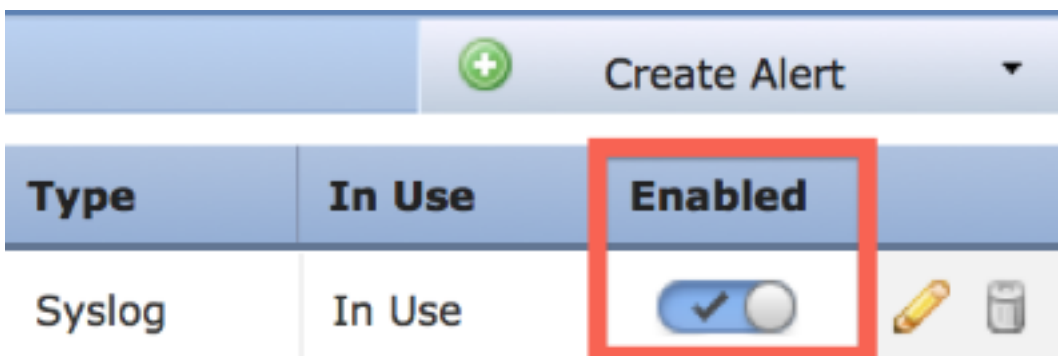 Create Alert
Type In Use Enabled
Syslog In Use